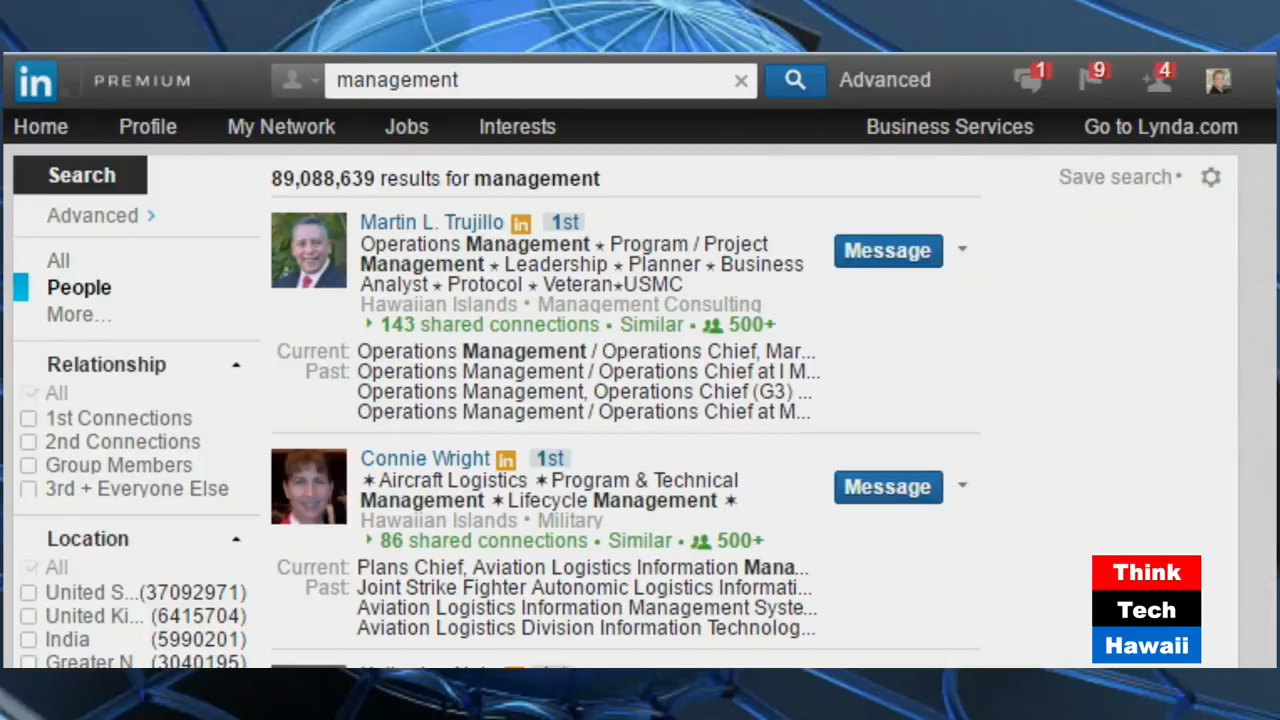 in PREMIUM management Advanced 1 9 4
Home Profile My Network Jobs Interests Business Services Go to Lynda.com
Search
Advanced >
All
People
More...
Relationship
All
1st Connections
2nd Connections
Group Members
3rd + Everyone Else
Location
All
United S...(37092971)
United Ki... (6415704)
India (5990201)
Greater N... (3040195)
89,088,639 results for management
Save search •
Martin L. Trujillo in 1st
Operations Management ⋆ Program / Project
Management ⋆ Leadership ⋆ Planner ⋆ Business
Analyst ⋆ Protocol ⋆ Veteran⋆USMC
Hawaiian Islands • Management Consulting
143 shared connections • Similar • 500+
Current: Operations Management / Operations Chief, Mar...
Past: Operations Management / Operations Chief at I M...
Operations Management, Operations Chief (G3) ...
Operations Management / Operations Chief at M...
Message
Connie Wright in 1st
✶Aircraft Logistics ✶Program & Technical
Management ✶Lifecycle Management ✶
Hawaiian Islands • Military
86 shared connections • Similar • 500+
Current: Plans Chief, Aviation Logistics Information Mana...
Past: Joint Strike Fighter Autonomic Logistics Informati...
Aviation Logistics Information Management Syste...
Aviation Logistics Division Information Technolog...
Message
Think
Tech
Hawaii